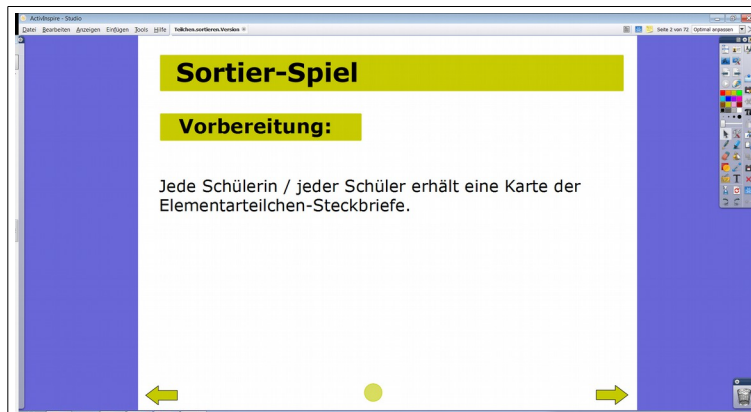 ActivInspire - Studio
Datei Bearbeiten Anzeigen Einfügen Tools Hilfe Teilchen.sortieren.Version
Seite 2 von 72 Optimal anpassen
Sortier-Spiel
Vorbereitung:
Jede Schülerin / jeder Schüler erhält eine Karte der
Elementarteilchen-Steckbriefe.